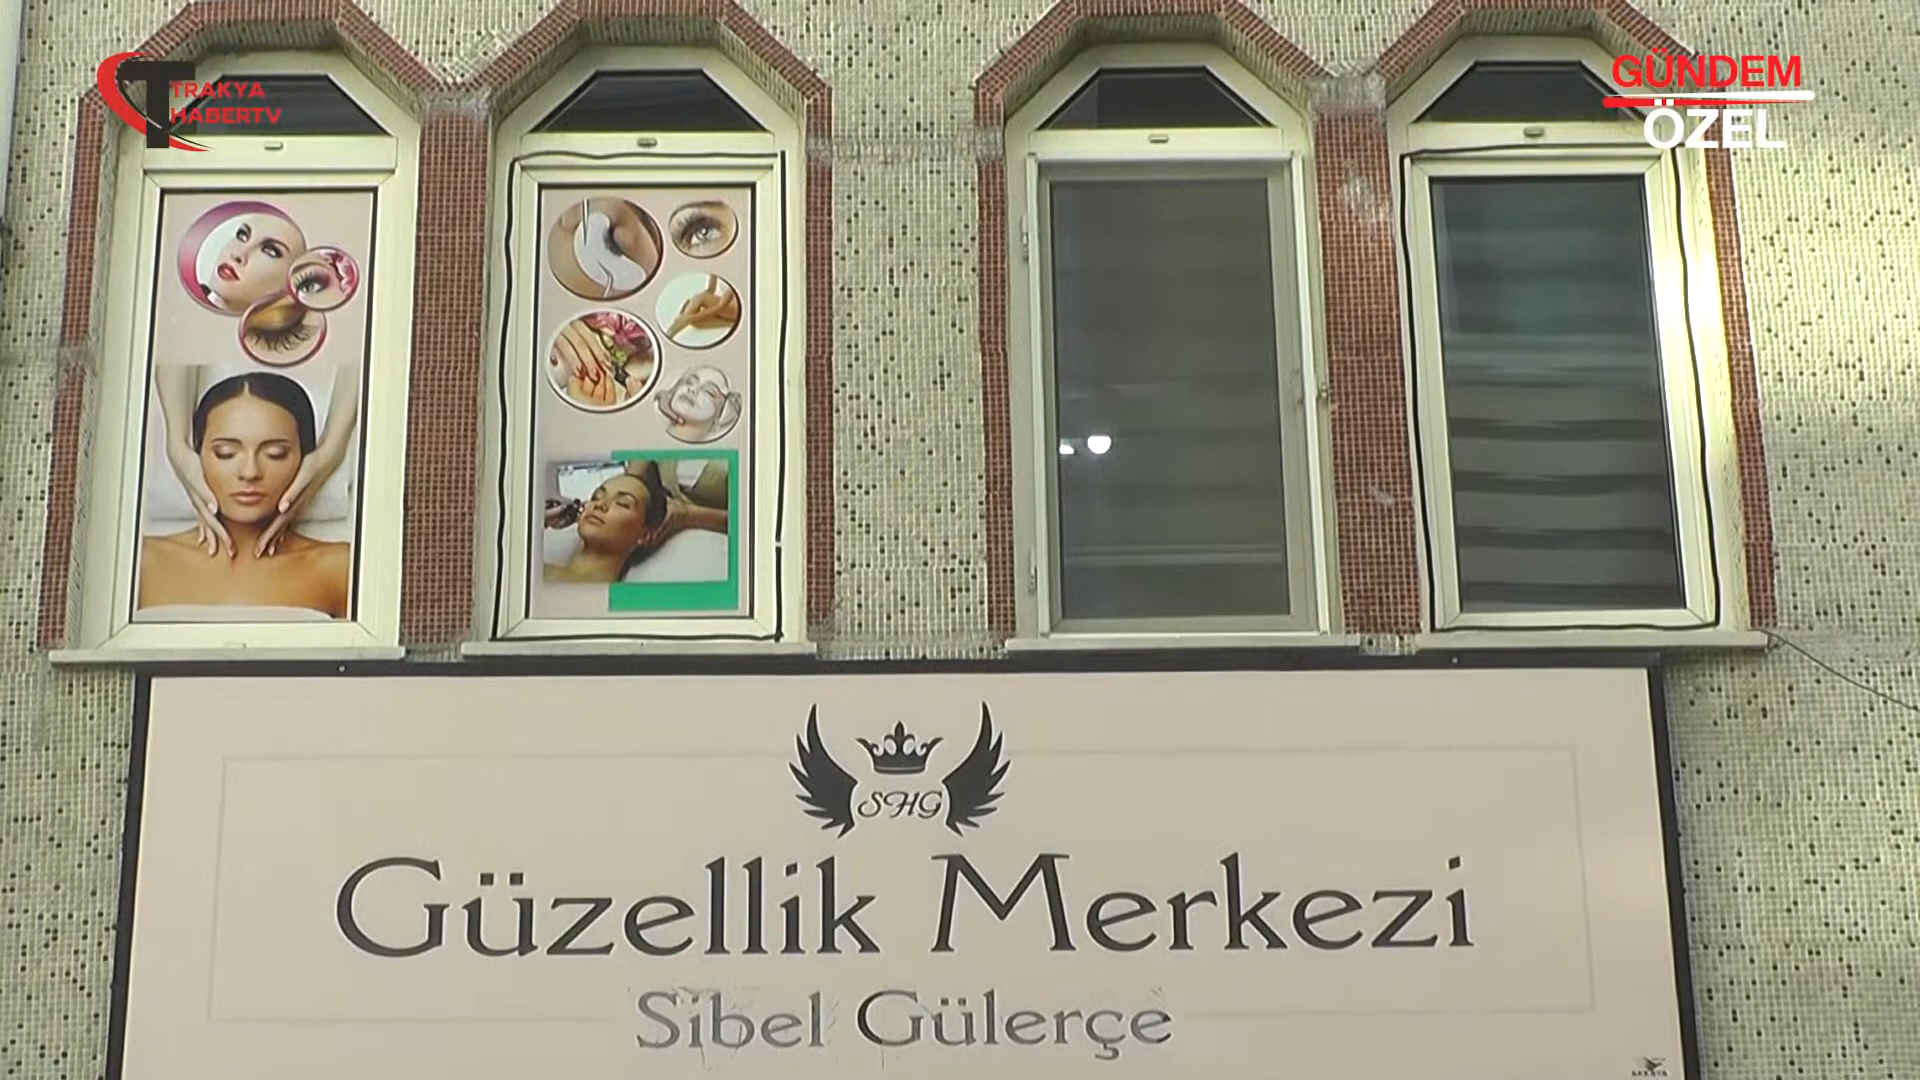 TRAKYA
HABERTV
GÜNDEM
ÖZEL
SHG
Güzellik Merkezi
Sibel Gülerçe